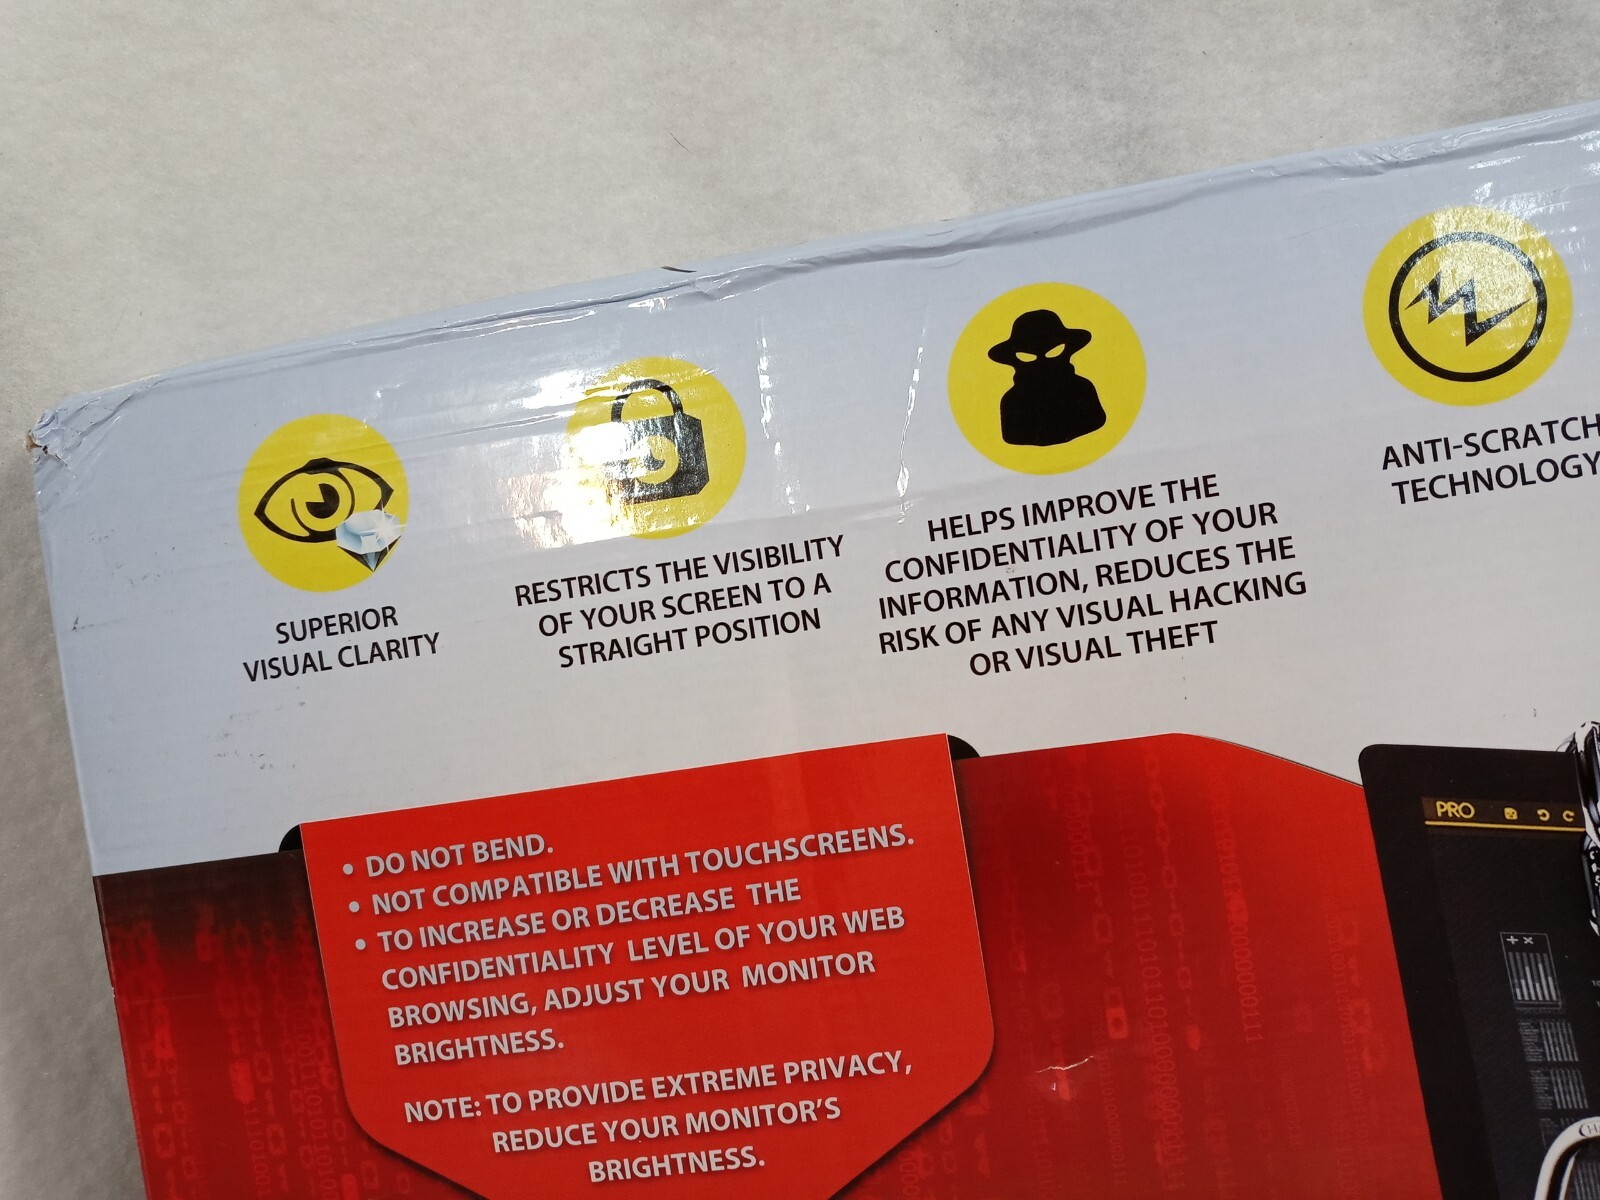 SUPERIOR
VISUAL CLARITY
RESTRICTS THE VISIBILITY
OF YOUR SCREEN TO A
STRAIGHT POSITION
HELPS IMPROVE THE
CONFIDENTIALITY OF YOUR
INFORMATION, REDUCES THE
RISK OF ANY VISUAL HACKING
OR VISUAL THEFT
ANTI-SCRATCH
TECHNOLOGY
• DO NOT BEND.
• NOT COMPATIBLE WITH TOUCHSCREENS.
• TO INCREASE OR DECREASE THE
CONFIDENTIALITY LEVEL OF YOUR WEB
BROWSING, ADJUST YOUR MONITOR
BRIGHTNESS.
NOTE: TO PROVIDE EXTREME PRIVACY,
REDUCE YOUR MONITOR'S
BRIGHTNESS.
PRO